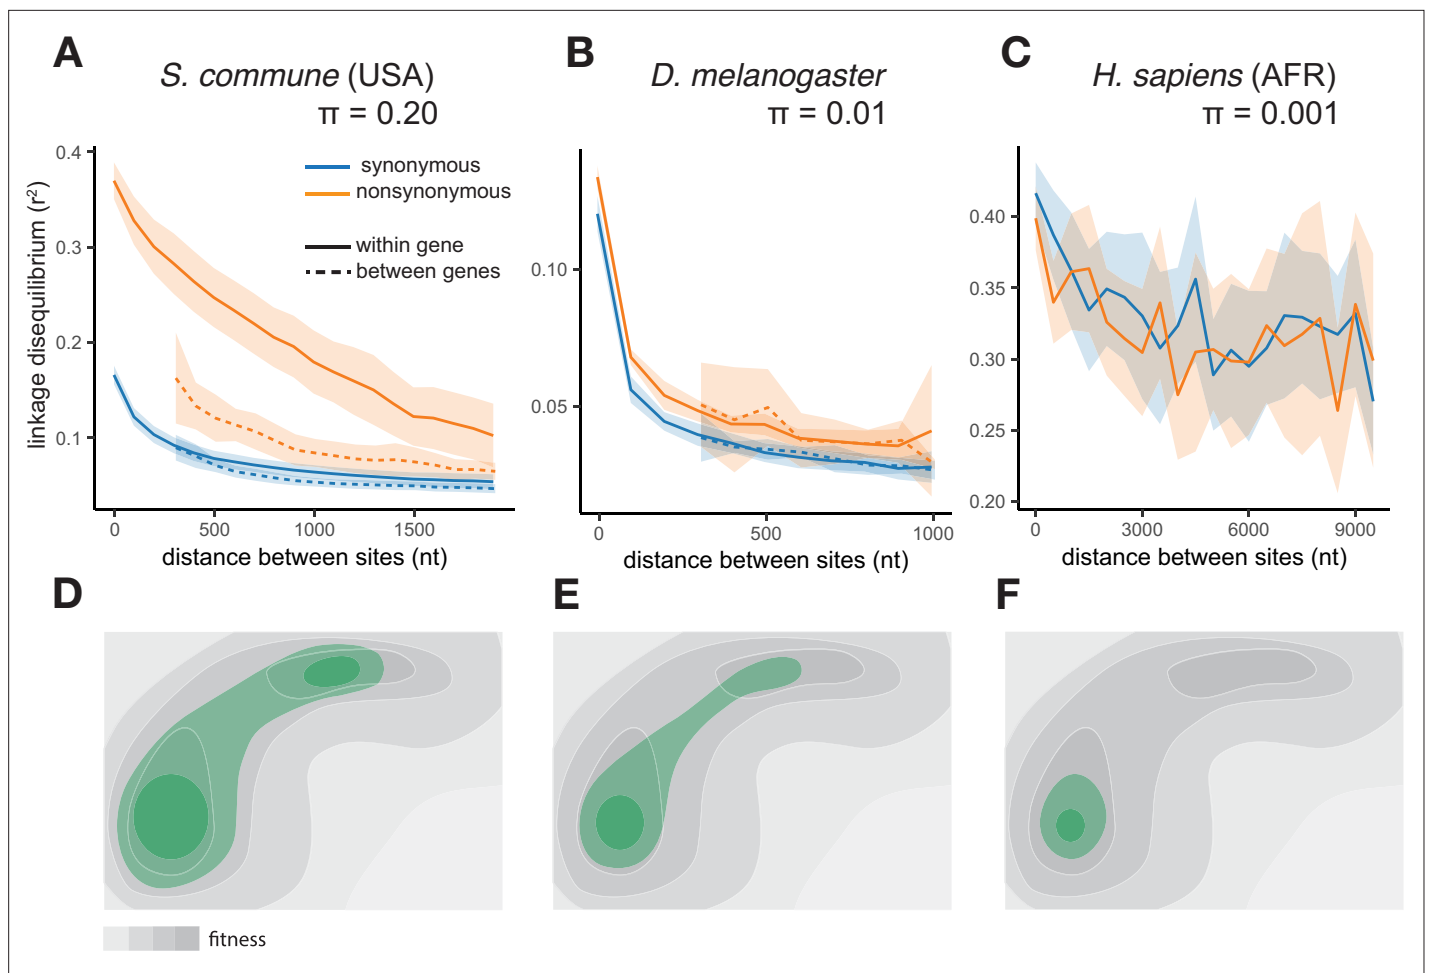 A
S. commune (USA)
π = 0.20
B
D. melanogaster
π = 0.01
C
H. sapiens (AFR)
π = 0.001
linkage disequilibrium (r²)
0.4
0.3
0.2
0.1
synonymous
nonsynonymous
within gene
between genes
0
500
1000
1500
distance between sites (nt)
0.10
0.05
0
500
1000
distance between sites (nt)
0.40
0.35
0.30
0.25
0.20
0
3000
6000
9000
distance between sites (nt)
D
E
F
fitness